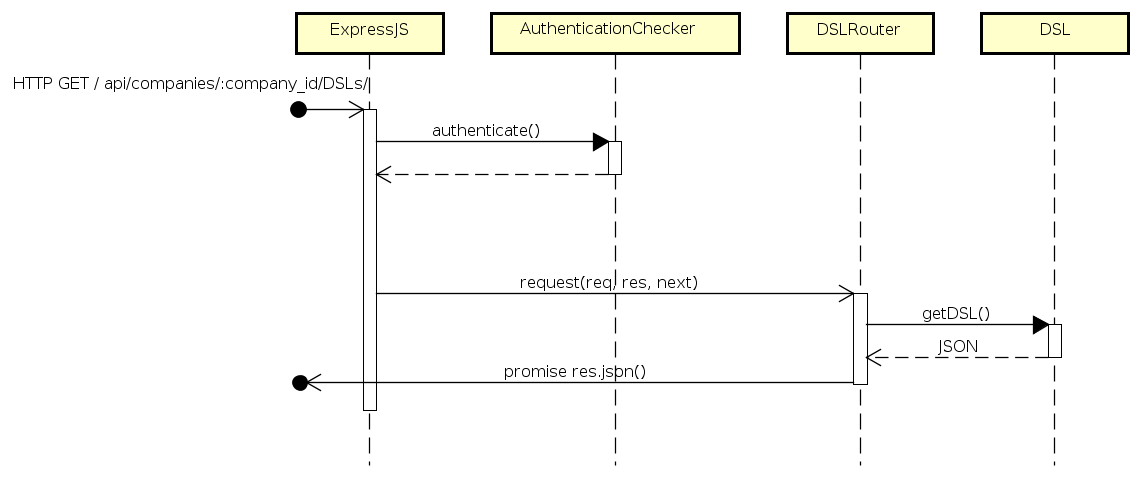 ExpressJS
AuthenticationChecker
DSLRouter
DSL
HTTP GET / api/companies/:company_id/DSLs/
authenticate()
request(req, res, next)
getDSL()
JSON
promise res.json()